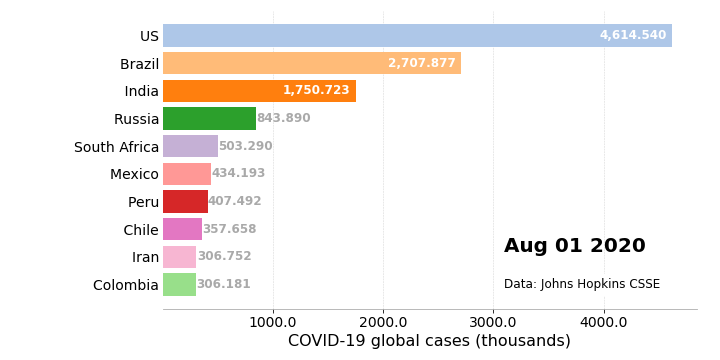 US 4,614.540
Brazil 2,707.877
India 1,750.723
Russia 843.890
South Africa 503.290
Mexico 434.193
Peru 407.492
Chile 357.658
Iran 306.752
Colombia 306.181
Aug 01 2020
Data: Johns Hopkins CSSE
1000.0 2000.0 3000.0 4000.0
COVID-19 global cases (thousands)